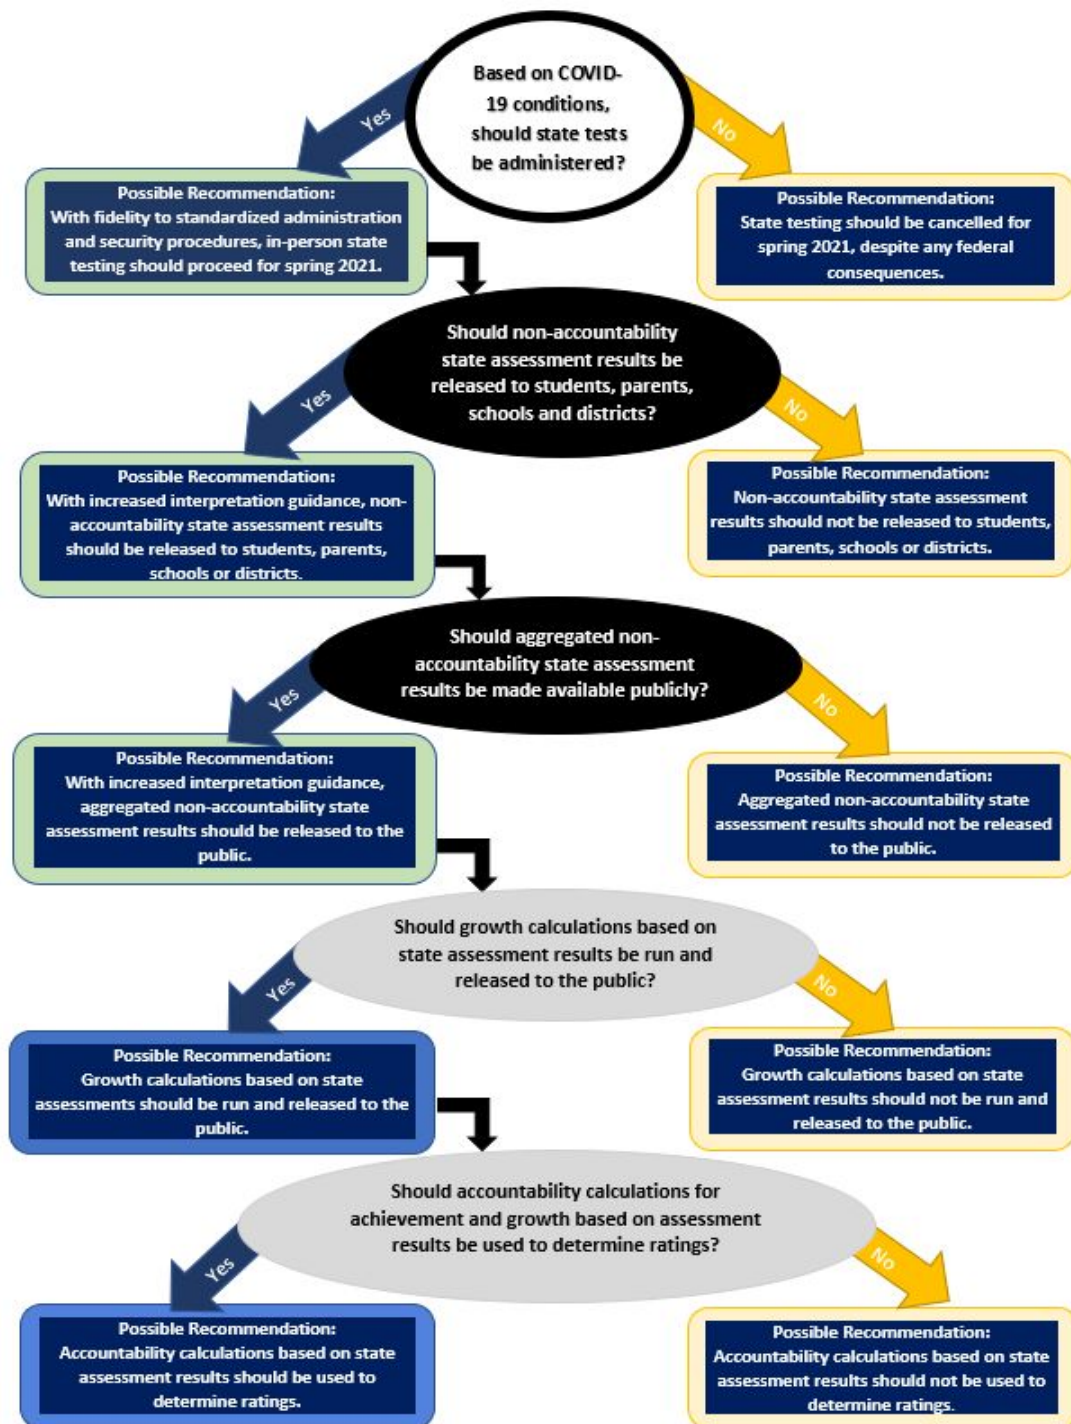 Based on COVID-
19 conditions,
should state tests
be administered?
Yes
No
Possible Recommendation:
With fidelity to standardized administration
and security procedures, in-person state
testing should proceed for spring 2021.
Possible Recommendation:
State testing should be cancelled for
spring 2021, despite any federal
consequences.
Should non-accountability
state assessment results be
released to students, parents,
schools and districts?
Yes
No
Possible Recommendation:
With increased interpretation guidance, non-
accountability state assessment results
should be released to students, parents,
schools or districts.
Possible Recommendation:
Non-accountability state assessment
results should not be released to students,
parents, schools or districts.
Should aggregated non-
accountability state assessment
results be made available publicly?
Yes
No
Possible Recommendation:
With increased interpretation guidance,
aggregated non-accountability state
assessment results should be released to the
public.
Possible Recommendation:
Aggregated non-accountability state
assessment results should not be released
to the public.
Should growth calculations based on
state assessment results be run and
released to the public?
Yes
No
Possible Recommendation:
Growth calculations based on state
assessments should be run and released to the
public.
Possible Recommendation:
Growth calculations based on state
assessment results should not be run and
released to the public.
Should accountability calculations for
achievement and growth based on assessment
results be used to determine ratings?
Yes
No
Possible Recommendation:
Accountability calculations based on state
assessment results should be used to
determine ratings.
Possible Recommendation:
Accountability calculations based on state
assessment results should not be used to
determine ratings.